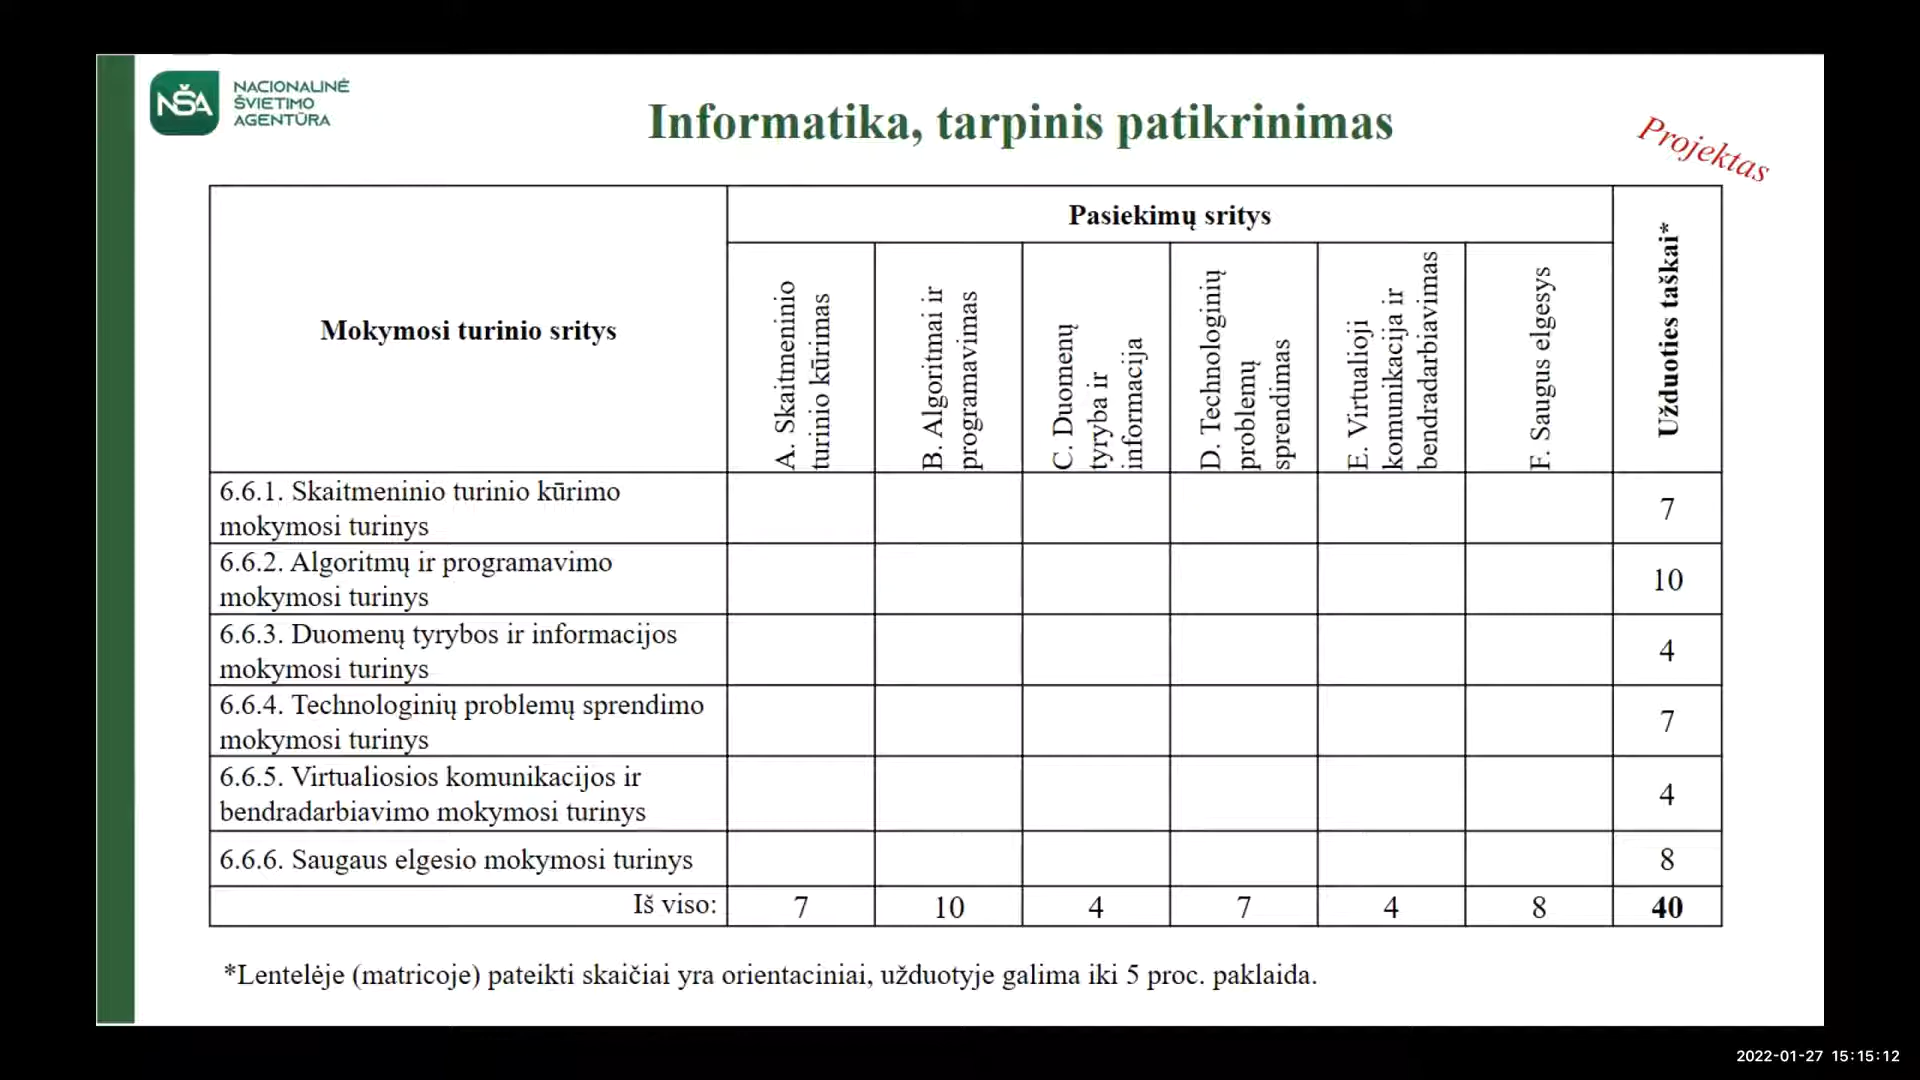 NŠA
NACIONALINĖ
ŠVIETIMO
AGENTŪRA
Informatika, tarpinis patikrinimas
Projektas
Mokymosi turinio sritys
Pasiekimų sritys
Užduoties taškai*
A. Skaitmeninio
turinio kūrimas
B. Algoritmai ir
programavimas
C. Duomenų
tyryba ir
informacija
D. Technologinių
problemų
sprendimas
E. Virtualioji
komunikacija ir
bendradarbiavimas
F. Saugus elgesys
6.6.1. Skaitmeninio turinio kūrimo
mokymosi turinys
7
6.6.2. Algoritmų ir programavimo
mokymosi turinys
10
6.6.3. Duomenų tyrybos ir informacijos
mokymosi turinys
4
6.6.4. Technologinių problemų sprendimo
mokymosi turinys
7
6.6.5. Virtualiosios komunikacijos ir
bendradarbiavimo mokymosi turinys
4
6.6.6. Saugaus elgesio mokymosi turinys
8
Iš viso: 7 10 4 7 4 8 40
*Lentelėje (matricoje) pateikti skaičiai yra orientaciniai, užduotyje galima iki 5 proc. paklaida.
2022-01-27 15:15:12